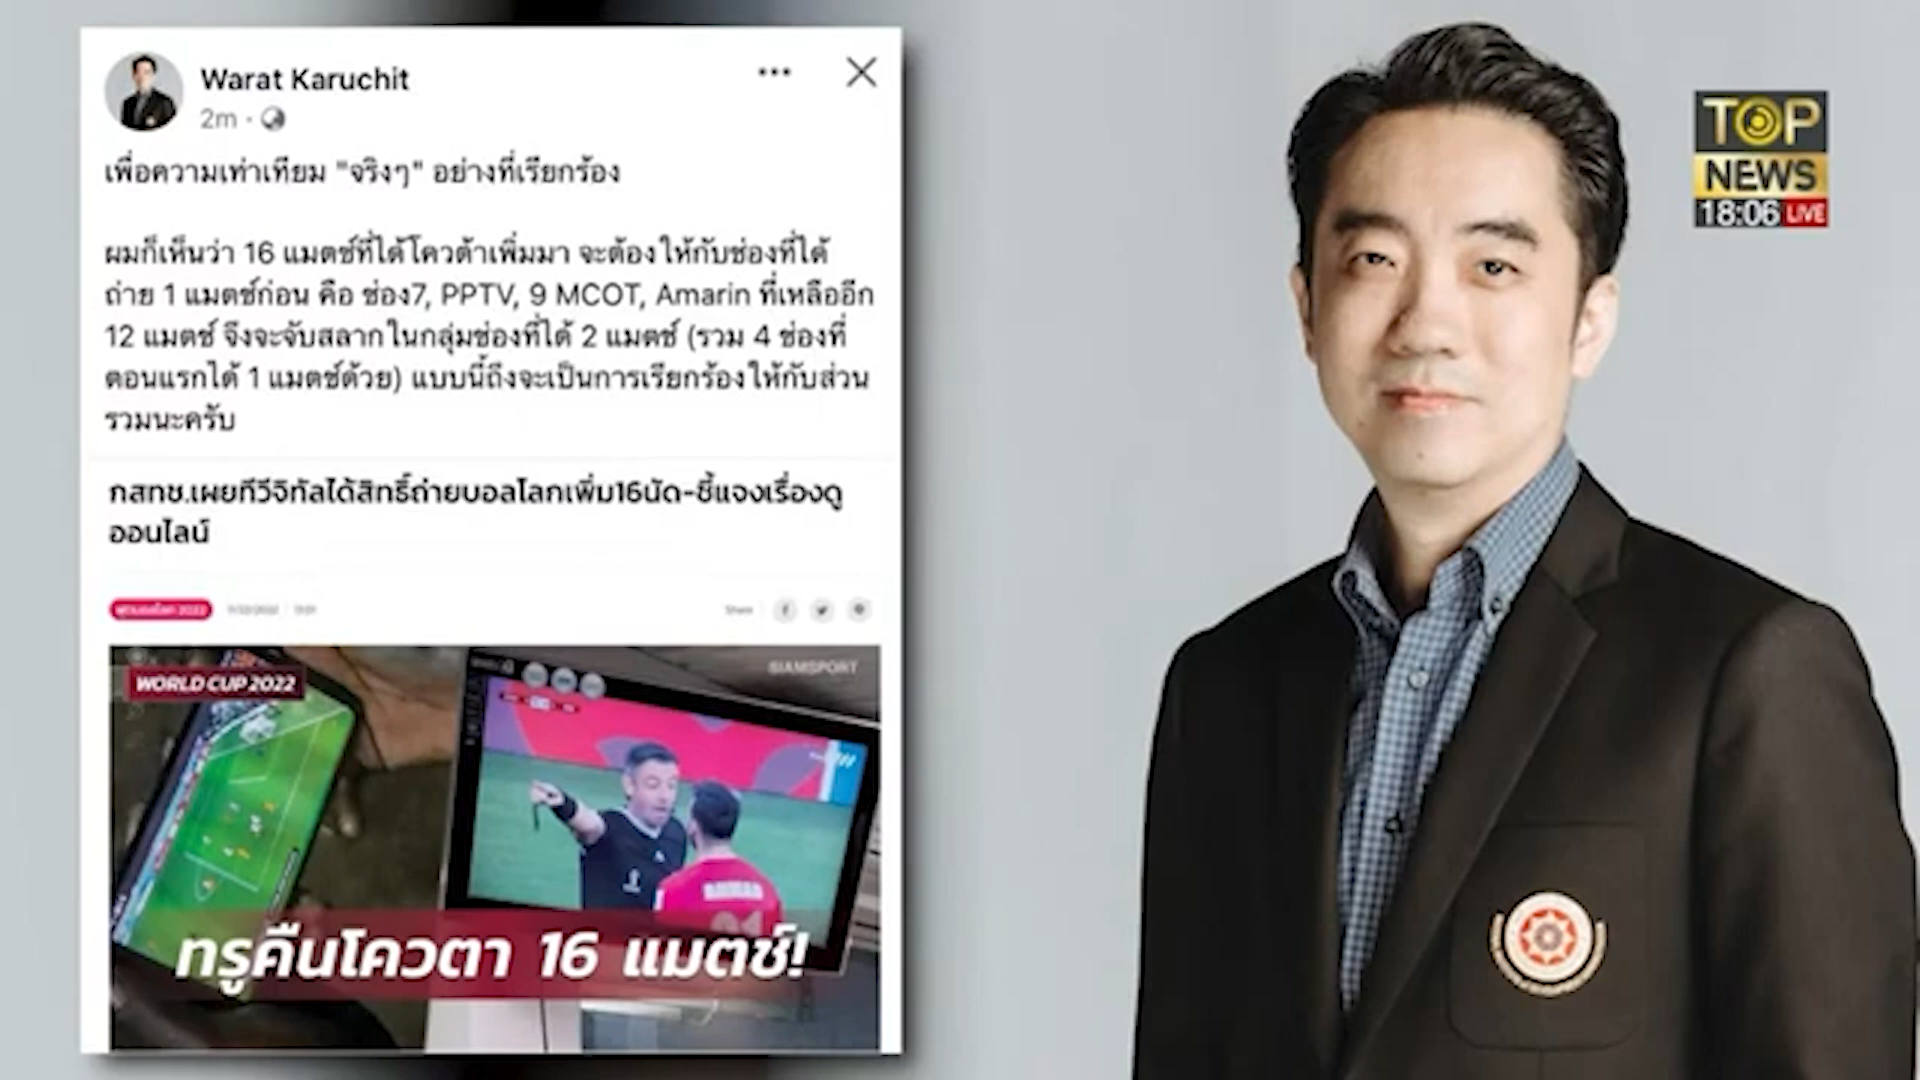 Warat Karuchit
2m
เพื่อความเท่าเทียม "จริงๆ" อย่างที่เรียกร้อง
ผมก็เห็นว่า 16 แมตช์ที่ได้โควต้าเพิ่มมา จะต้องให้กับช่องที่ได้
ถ่าย 1 แมตช์ก่อน คือ ช่อง7, PPTV, 9 MCOT, Amarin ที่เหลืออีก
12 แมตช์ จึงจะจับสลากในกลุ่มช่องที่ได้ 2 แมตช์ (รวม 4 ช่องที่
ตอนแรกได้ 1 แมตช์ด้วย) แบบนี้ถึงจะเป็นการเรียกร้องให้กับส่วน
รวมนะครับ
กสทช.เผยทีวีจิทัลได้สิทธิ์ถ่ายบอลโลกเพิ่ม16นัด-ชี้แจงเรื่องดู
ออนไลน์
ฟุตบอลโลก 2022
Share
WORLD CUP 2022
SIAMSPORT
ทรูคืนโควตา 16 แมตช์!
TOP
NEWS
18:06 LIVE